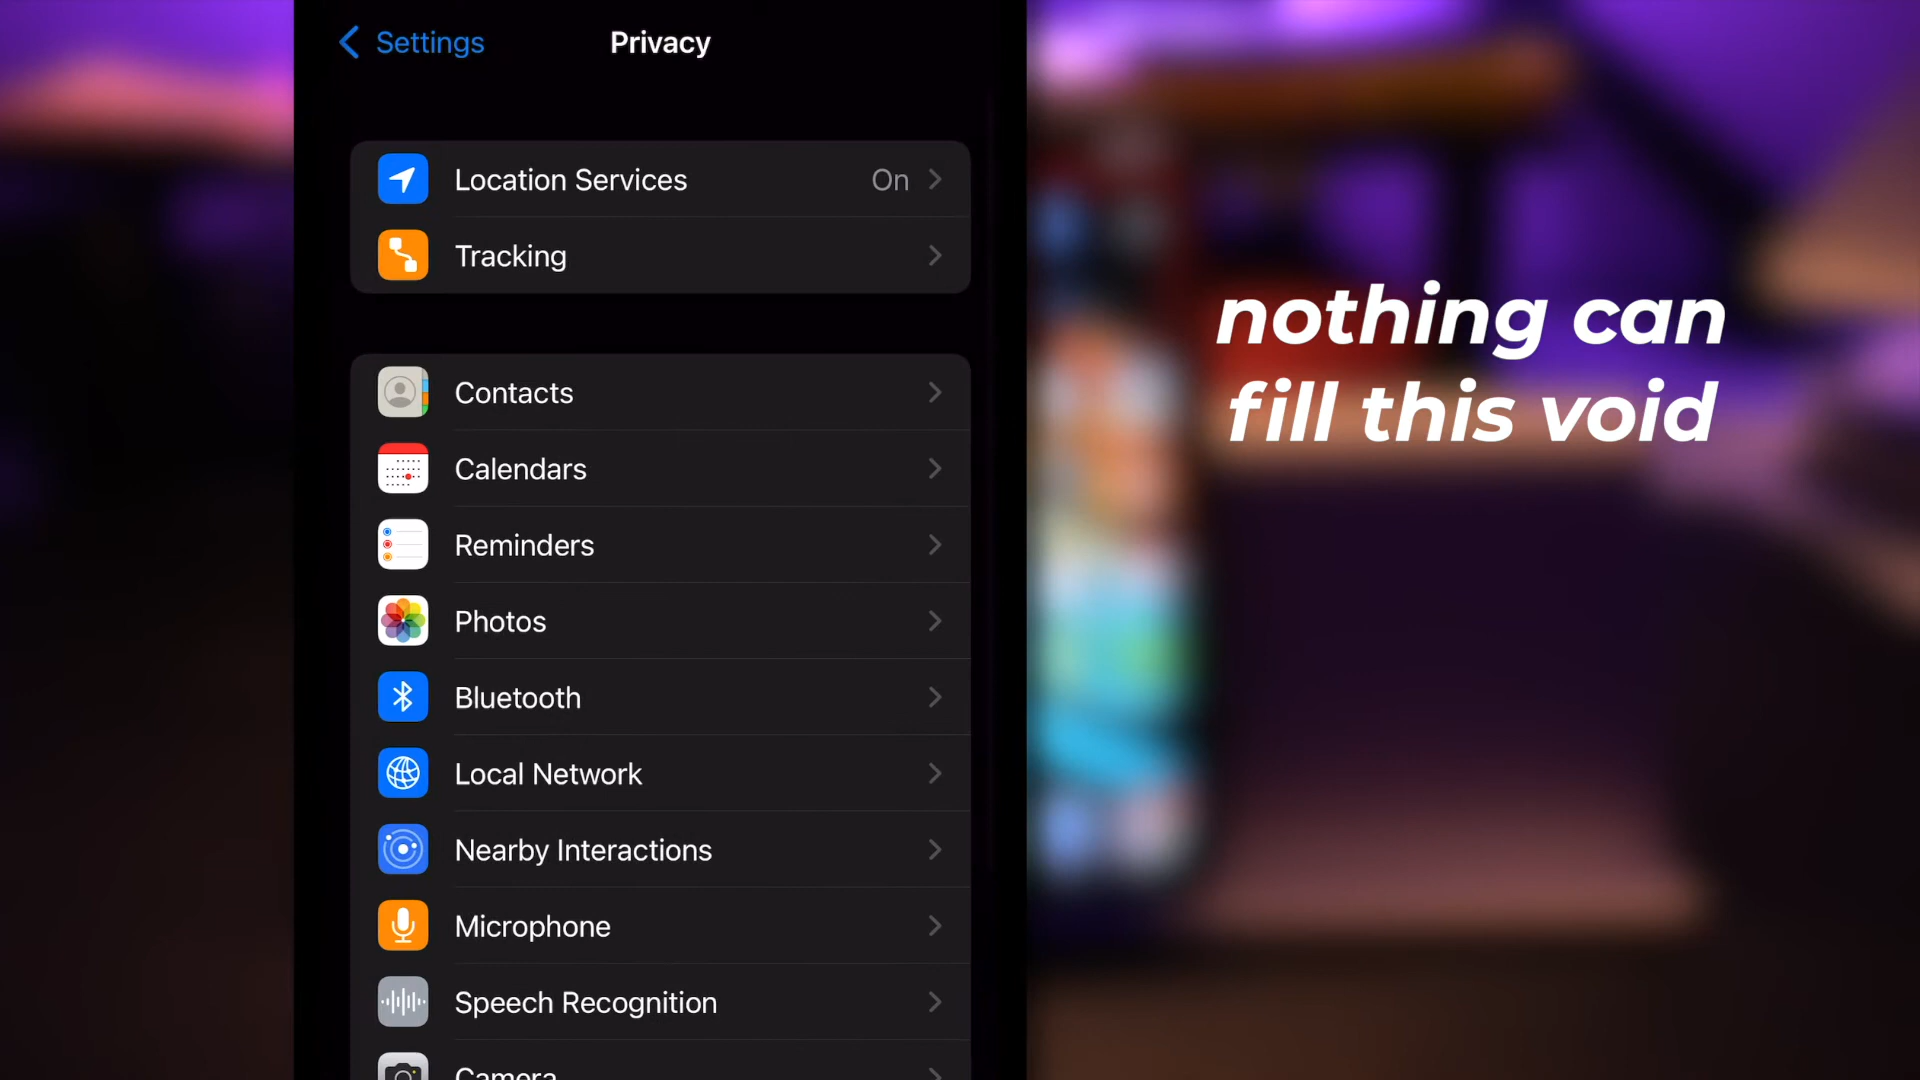 Settings
Privacy
Location Services On
Tracking
Contacts
Calendars
Reminders
Photos
Bluetooth
Local Network
Nearby Interactions
Microphone
Speech Recognition
Camera
nothing can
fill this void